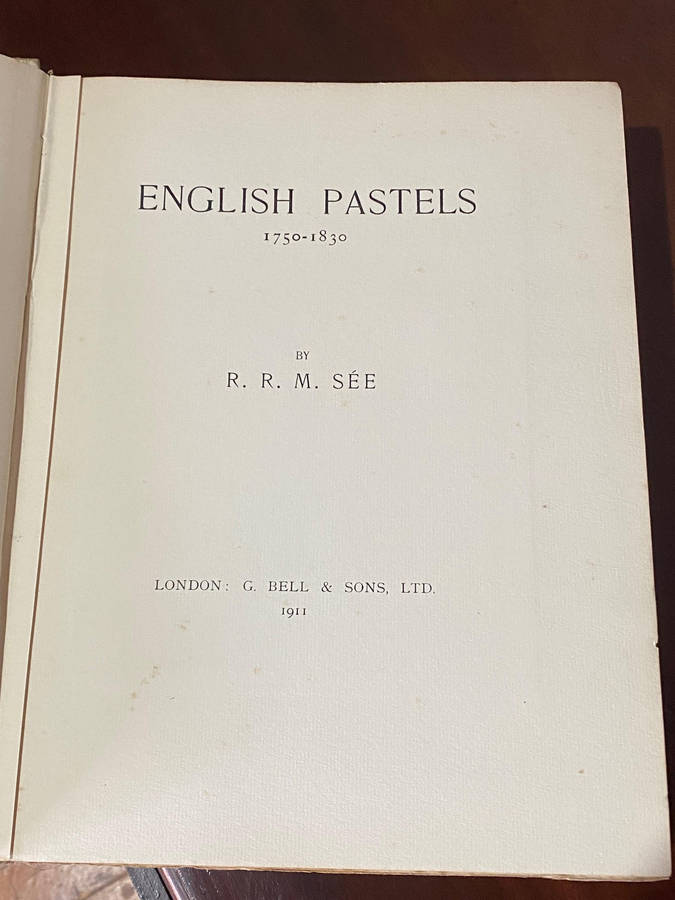 ENGLISH PASTELS
1750-1830
BY
R. R. M. SÉE
LONDON: G. BELL & SONS, LTD.
1911